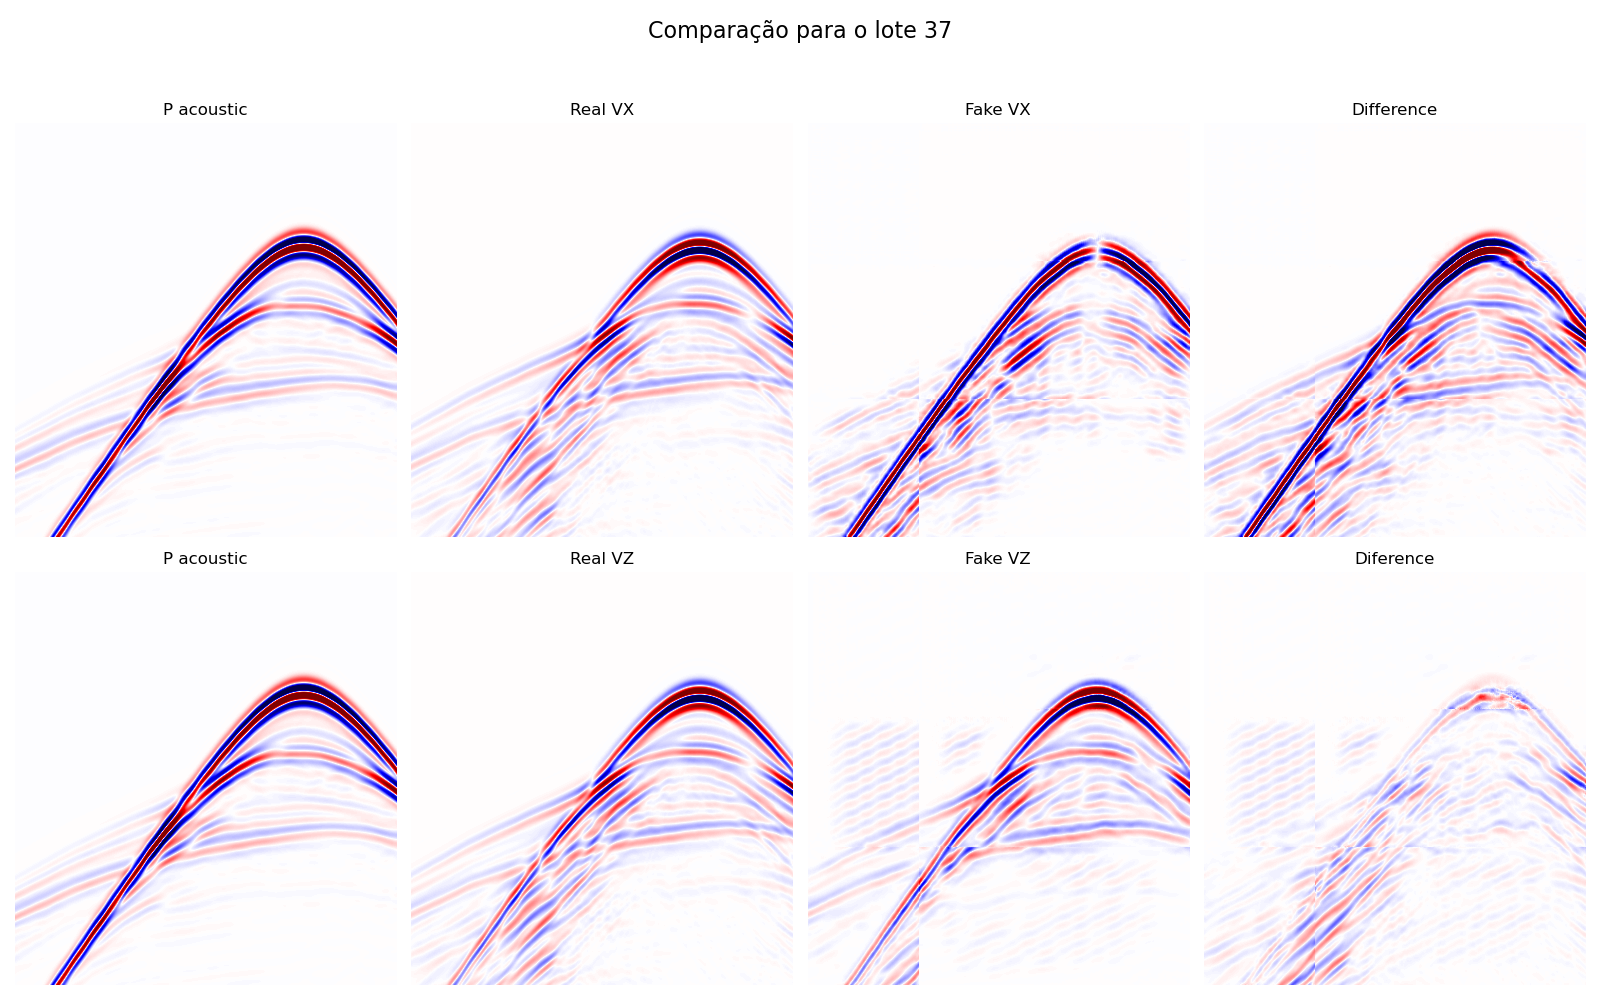 Comparação para o lote 37
P acoustic
Real VX
Fake VX
Difference
P acoustic
Real VZ
Fake VZ
Diference